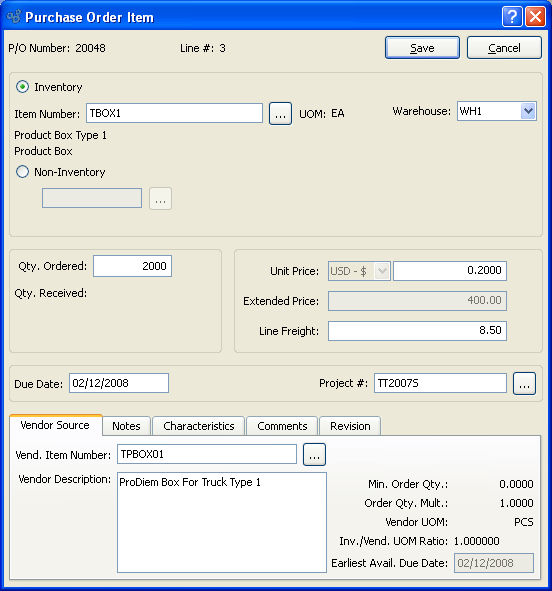 Purchase Order Item
P/O Number: 20048 Line #: 3 Save Cancel
Inventory
Item Number: TBOX1 ... UOM: EA Warehouse: WH1
Product Box Type 1
Product Box
Non-Inventory
...
Qty. Ordered: 2000
Qty. Received:
Unit Price: USD - $ 0.2000
Extended Price: 400.00
Line Freight: 8.50
Due Date: 02/12/2008 Project #: TT2007S ...
Vendor Source Notes Characteristics Comments Revision
Vend. Item Number: TPBOX01 ...
Vendor Description: ProDiem Box For Truck Type 1
Min. Order Qty.: 0.0000
Order Qty. Mult.: 1.0000
Vendor UOM: PCS
Inv./Vend. UOM Ratio: 1.000000
Earliest Avail. Due Date: 02/12/2008